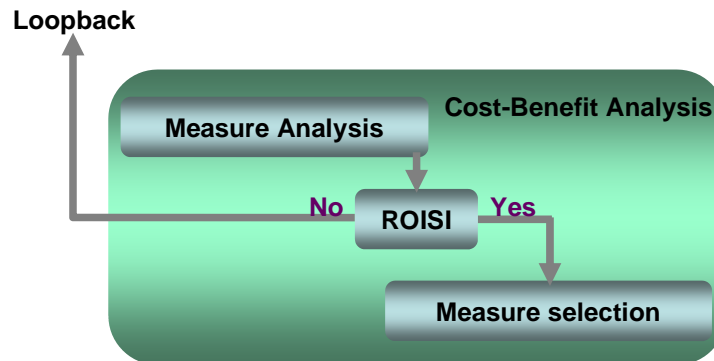 Loopback
Cost-Benefit Analysis
Measure Analysis
No
ROISI
Yes
Measure selection